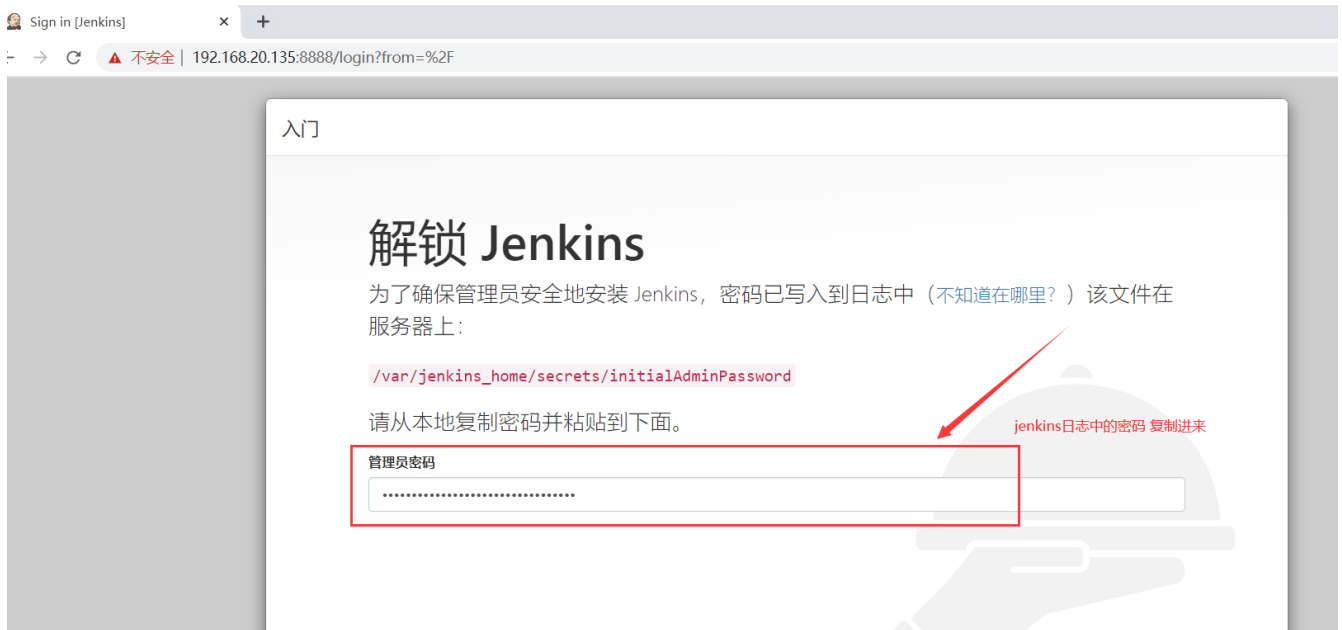 Sign in [Jenkins]
不安全 | 192.168.20.135:8888/login?from=%2F
入门
解锁 Jenkins
为了确保管理员安全地安装 Jenkins，密码已写入到日志中（不知道在哪里？）该文件在
服务器上：
/var/jenkins_home/secrets/initialAdminPassword
请从本地复制密码并粘贴到下面。
jenkins日志中的密码 复制进来
管理员密码